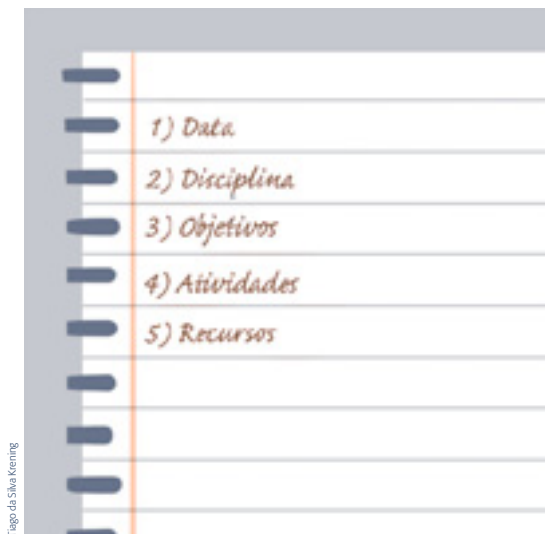 1) Data
2) Disciplina
3) Objetivos
4) Atividades
5) Recursos
Tiago da Silva Krening